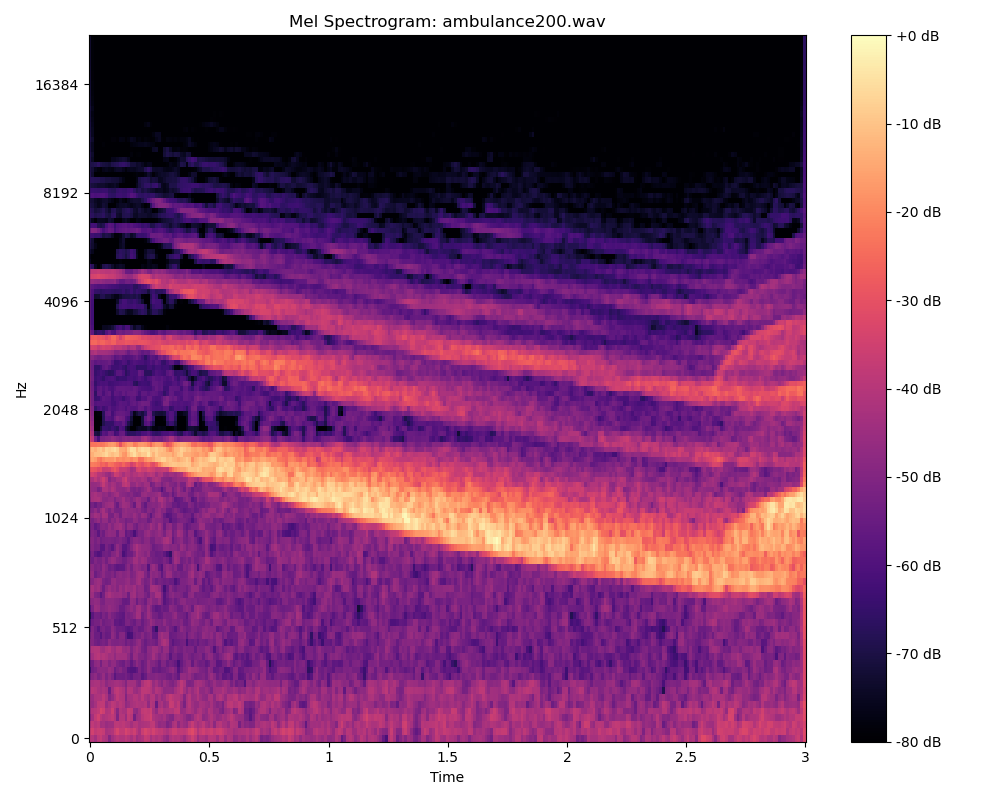 Mel Spectrogram: ambulance200.wav
+0 dB
16384
-10 dB
8192
-20 dB
4096
-30 dB
Hz
-40 dB
2048
-50 dB
1024
-60 dB
512
-70 dB
0
-80 dB
0 0.5 1 1.5 2 2.5 3
Time